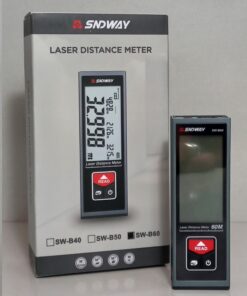 SNDWAY
LASER DISTANCE METER
Laser Distance Meter
READ
SW-B40
SW-B50
SW-B60
SNDWAY
Laser Distance Meter
60M
READ